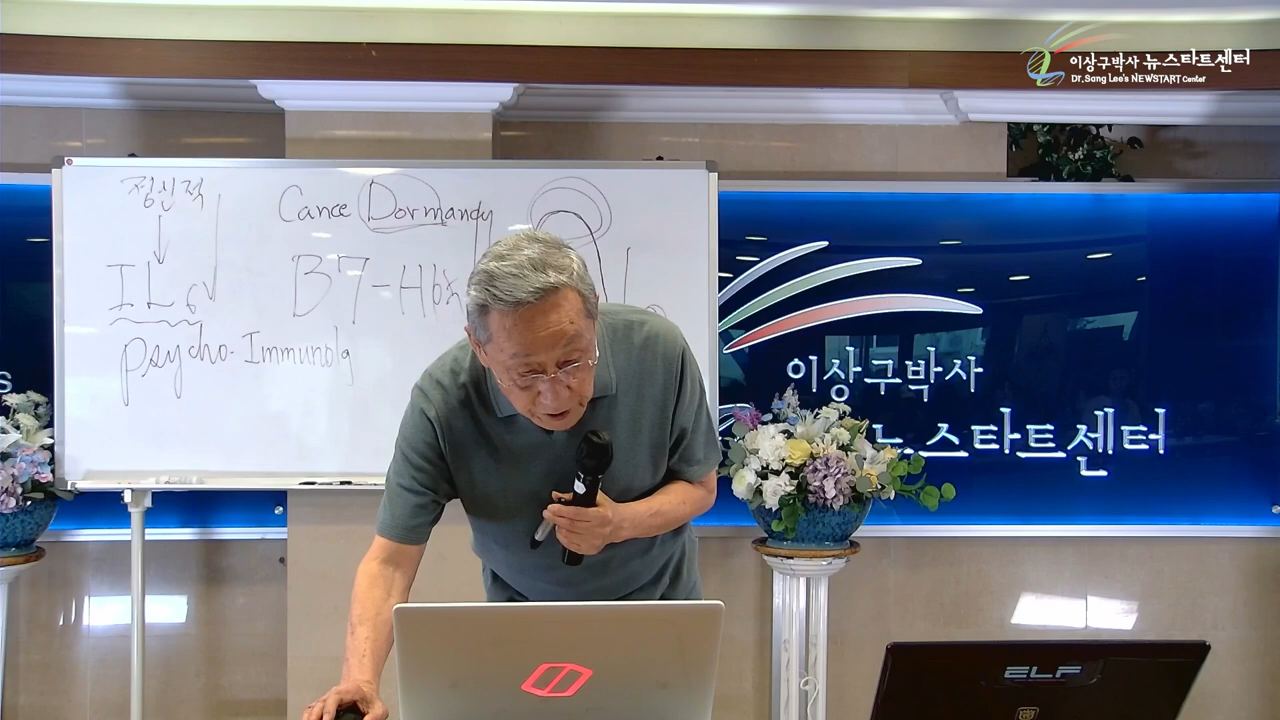 이상구박사 뉴스타트센터
Dr. Sang Lee's NEWSTART Center
정신적
Cance Dormandy
IL6
B7-H
psycho-Immunolg
이상구박사
뉴스타트센터
S
ELF